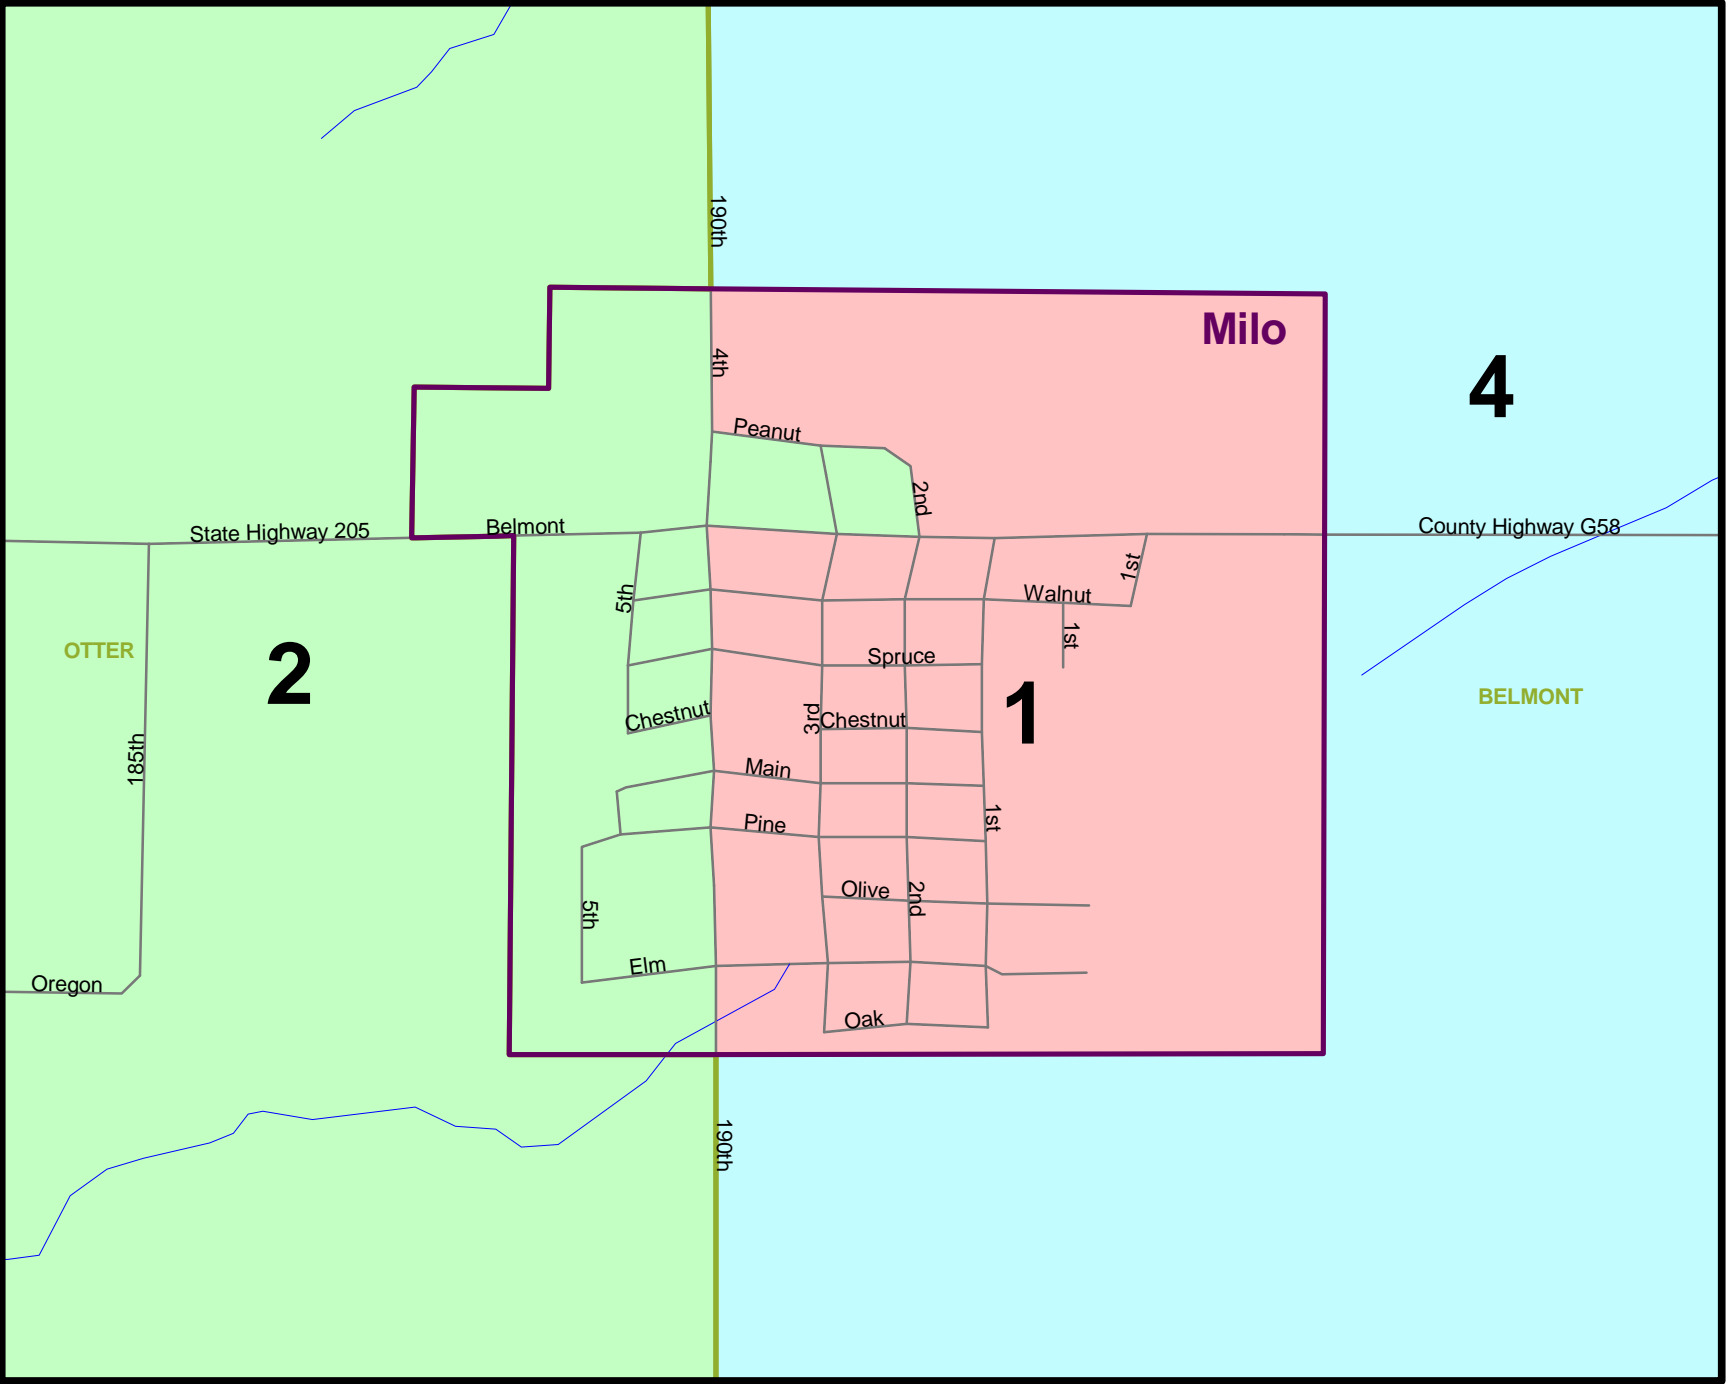 190th
Milo
4th
4
Peanut
2nd
State Highway 205
Belmont
County Highway G58
1st
Walnut
5th
1st
OTTER
2
Spruce
1
BELMONT
Chestnut
3rd
Chestnut
185th
Main
1st
Pine
Olive
2nd
5th
Elm
Oregon
Oak
190th